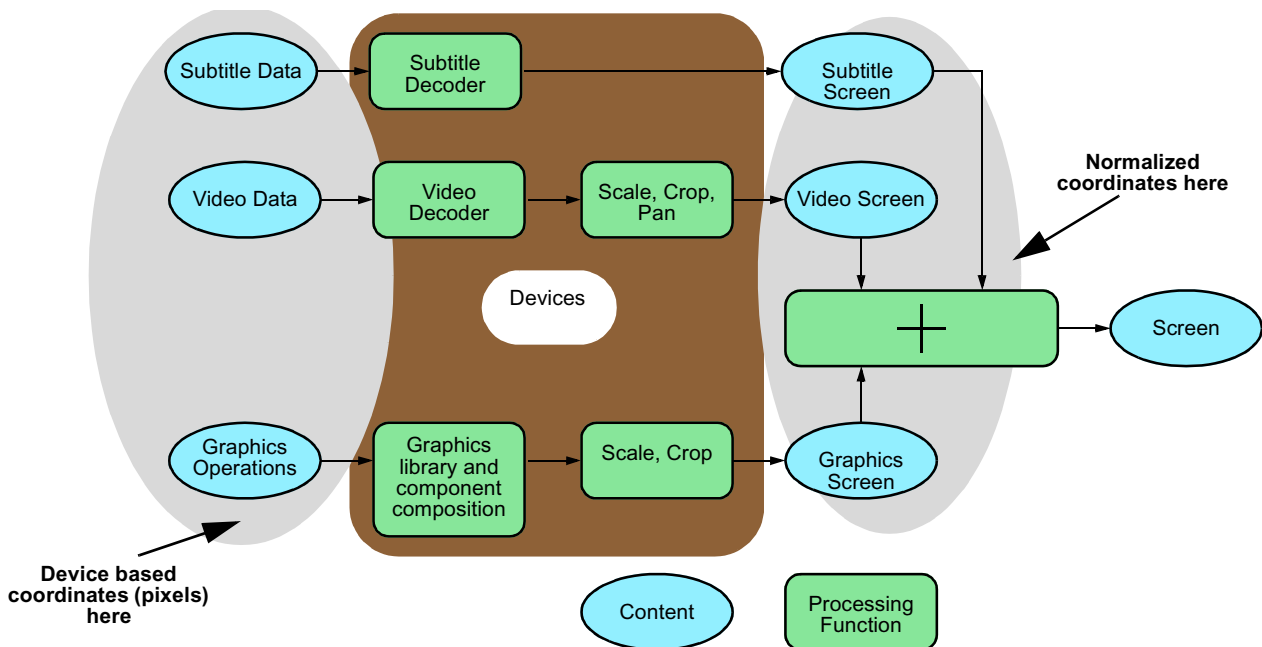 Subtitle Data
Subtitle
Decoder
Subtitle
Screen
Normalized
coordinates here
Video Data
Video
Decoder
Scale, Crop,
Pan
Video Screen
Devices
Screen
Graphics
Operations
Graphics
library and
component
composition
Scale, Crop
Graphics
Screen
Device based
coordinates (pixels)
here
Content
Processing
Function